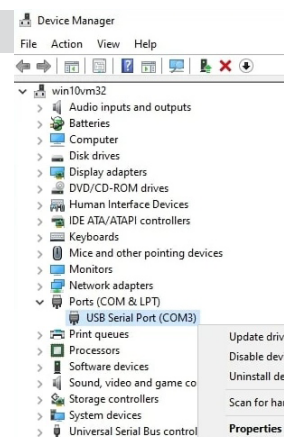 Device Manager
File Action View Help
win10vm32
Audio inputs and outputs
Batteries
Computer
Disk drives
Display adapters
DVD/CD-ROM drives
Human Interface Devices
IDE ATA/ATAPI controllers
Keyboards
Mice and other pointing devices
Monitors
Network adapters
Ports (COM & LPT)
USB Serial Port (COM3)
Print queues
Update driv
Processors
Disable dev
Software devices
Uninstall de
Sound, video and game co
Storage controllers
Scan for har
System devices
Universal Serial Bus control
Properties